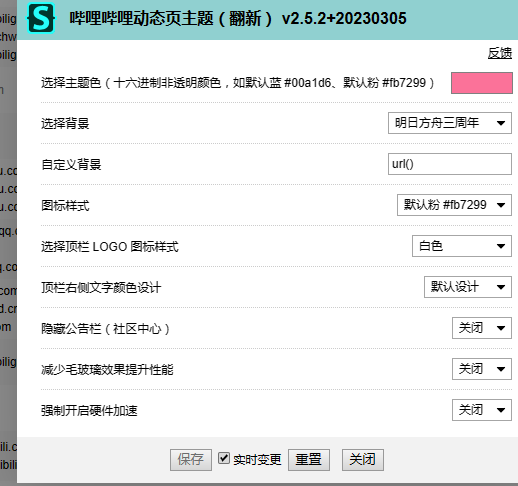 哔哩哔哩动态页主题（翻新） v2.5.2+20230305
反馈
选择主题色（十六进制非透明颜色，如默认蓝 #00a1d6、默认粉 #fb7299）
选择背景 明日方舟三周年
自定义背景 url()
图标样式 默认粉 #fb7299
选择顶栏 LOGO 图标样式 白色
顶栏右侧文字颜色设计 默认设计
隐藏公告栏（社区中心） 关闭
减少毛玻璃效果提升性能 关闭
强制开启硬件加速 关闭
保存 实时变更 重置 关闭